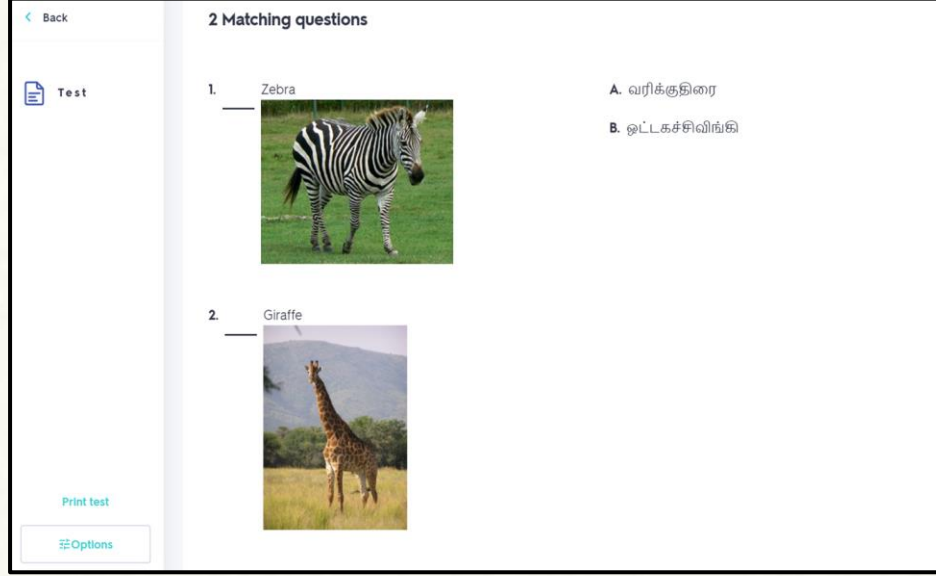 Back
2 Matching questions
Test
1.
Zebra
A. வரிக்குதிரை
B. ஒட்டகச்சிவிங்கி
2.
Giraffe
Print test
Options